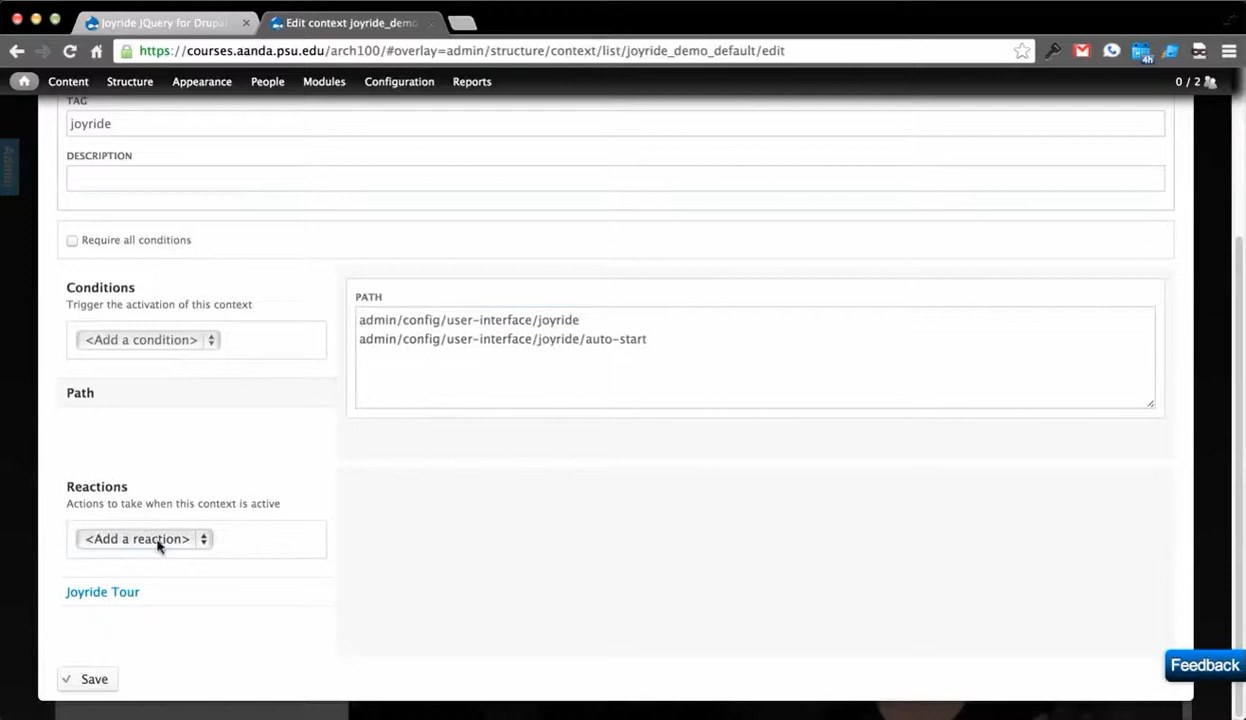 Joyride JQuery for Drupa
Edit context joyride_demo
https://courses.aanda.psu.edu/arch100/#overlay=admin/structure/context/list/joyride_demo_default/edit
4h
Content Structure Appearance People Modules Configuration Reports 0 / 2
TAG
joyride
DESCRIPTION
Require all conditions
Conditions
Trigger the activation of this context
<Add a condition>
Path
PATH
admin/config/user-interface/joyride
admin/config/user-interface/joyride/auto-start
Reactions
Actions to take when this context is active
<Add a reaction>
Joyride Tour
Save
Feedback